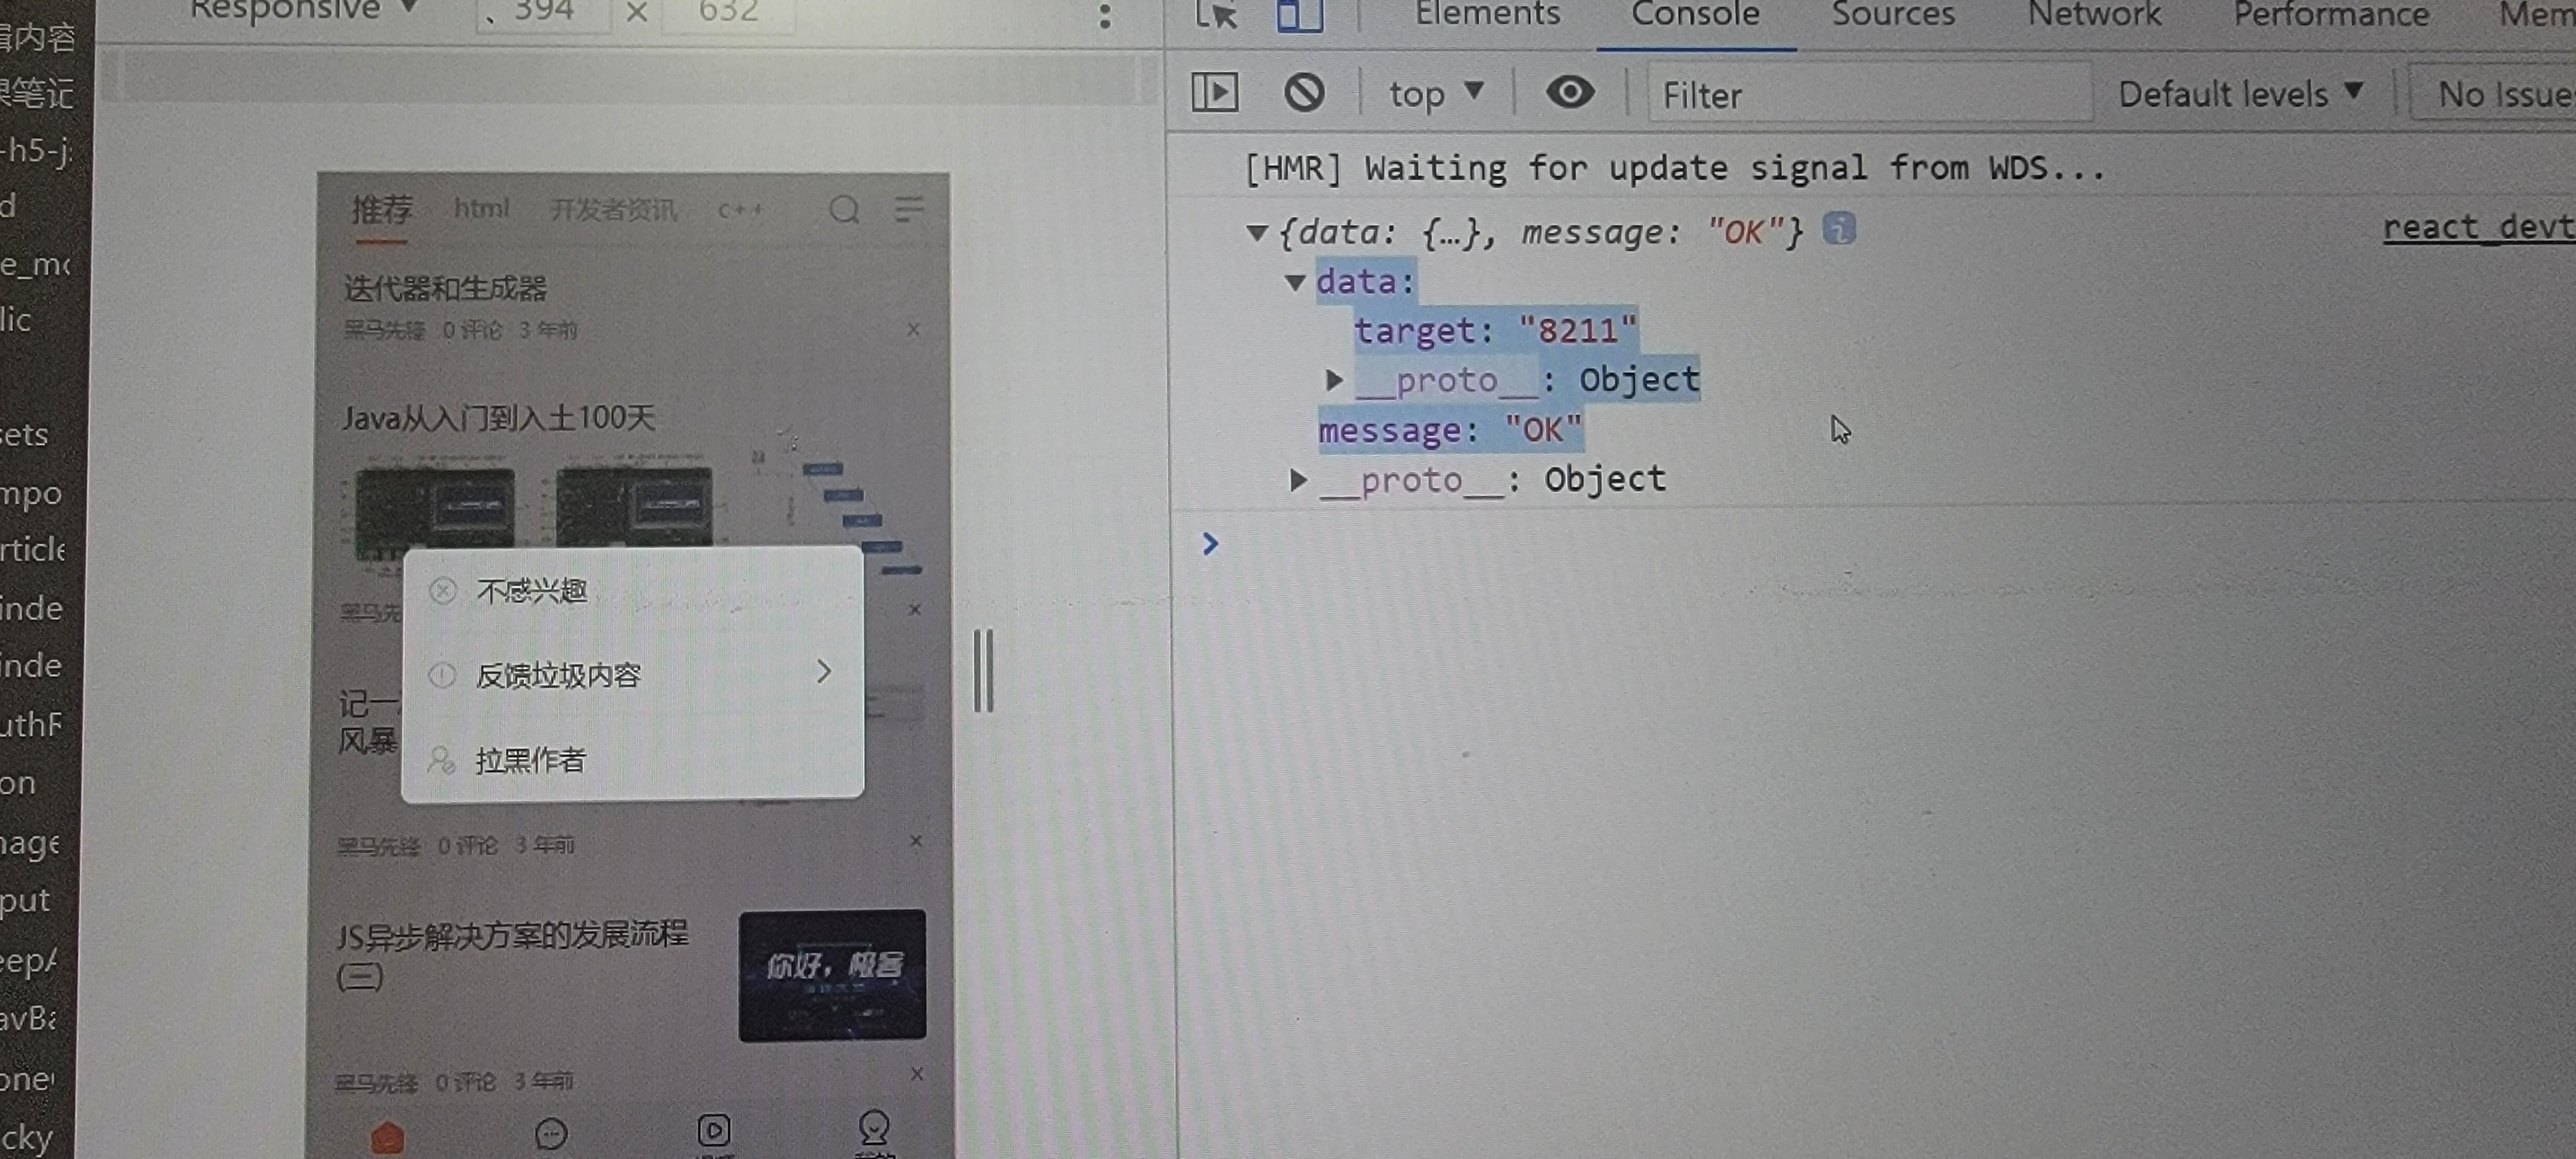 Responsive ▼ 394 × 632
Elements Console Sources Network Performance Mem
top ▼ Filter Default levels ▼ No Issue
[HMR] Waiting for update signal from WDS...
▼{data: {…}, message: "OK"} i react_devt
▼data:
target: "8211"
▶__proto__: Object
message: "OK"
▶__proto__: Object
>
内容
笔记
-h5-j
d
e_mo
lic
sets
mpo
rticle
inde
inde
uthR
on
nage
put
eepA
avBa
one
cky
推荐 html 开发者资讯 c++
迭代器和生成器
黑马先锋 0 评论 3 年前 ×
Java从入门到入土100天
黑马先 ×
不感兴趣
反馈垃圾内容 >
拉黑作者
记一
风暴
黑马先锋 0 评论 3 年前 ×
JS异步解决方案的发展流程
(三)
你好，极客
黑马先锋 0 评论 3 年前 ×